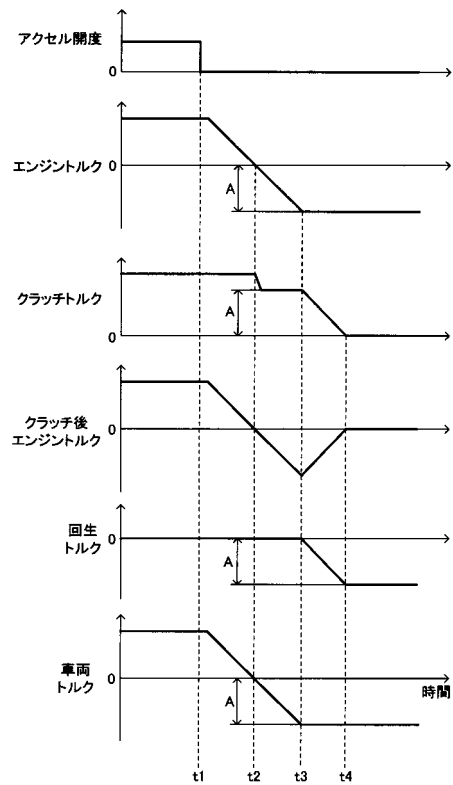 アクセル開度
0
エンジントルク
0
A
クラッチトルク
A
0
クラッチ後
エンジントルク
0
回生
トルク
0
A
車両
トルク
0
A
時間
t1
t2
t3
t4